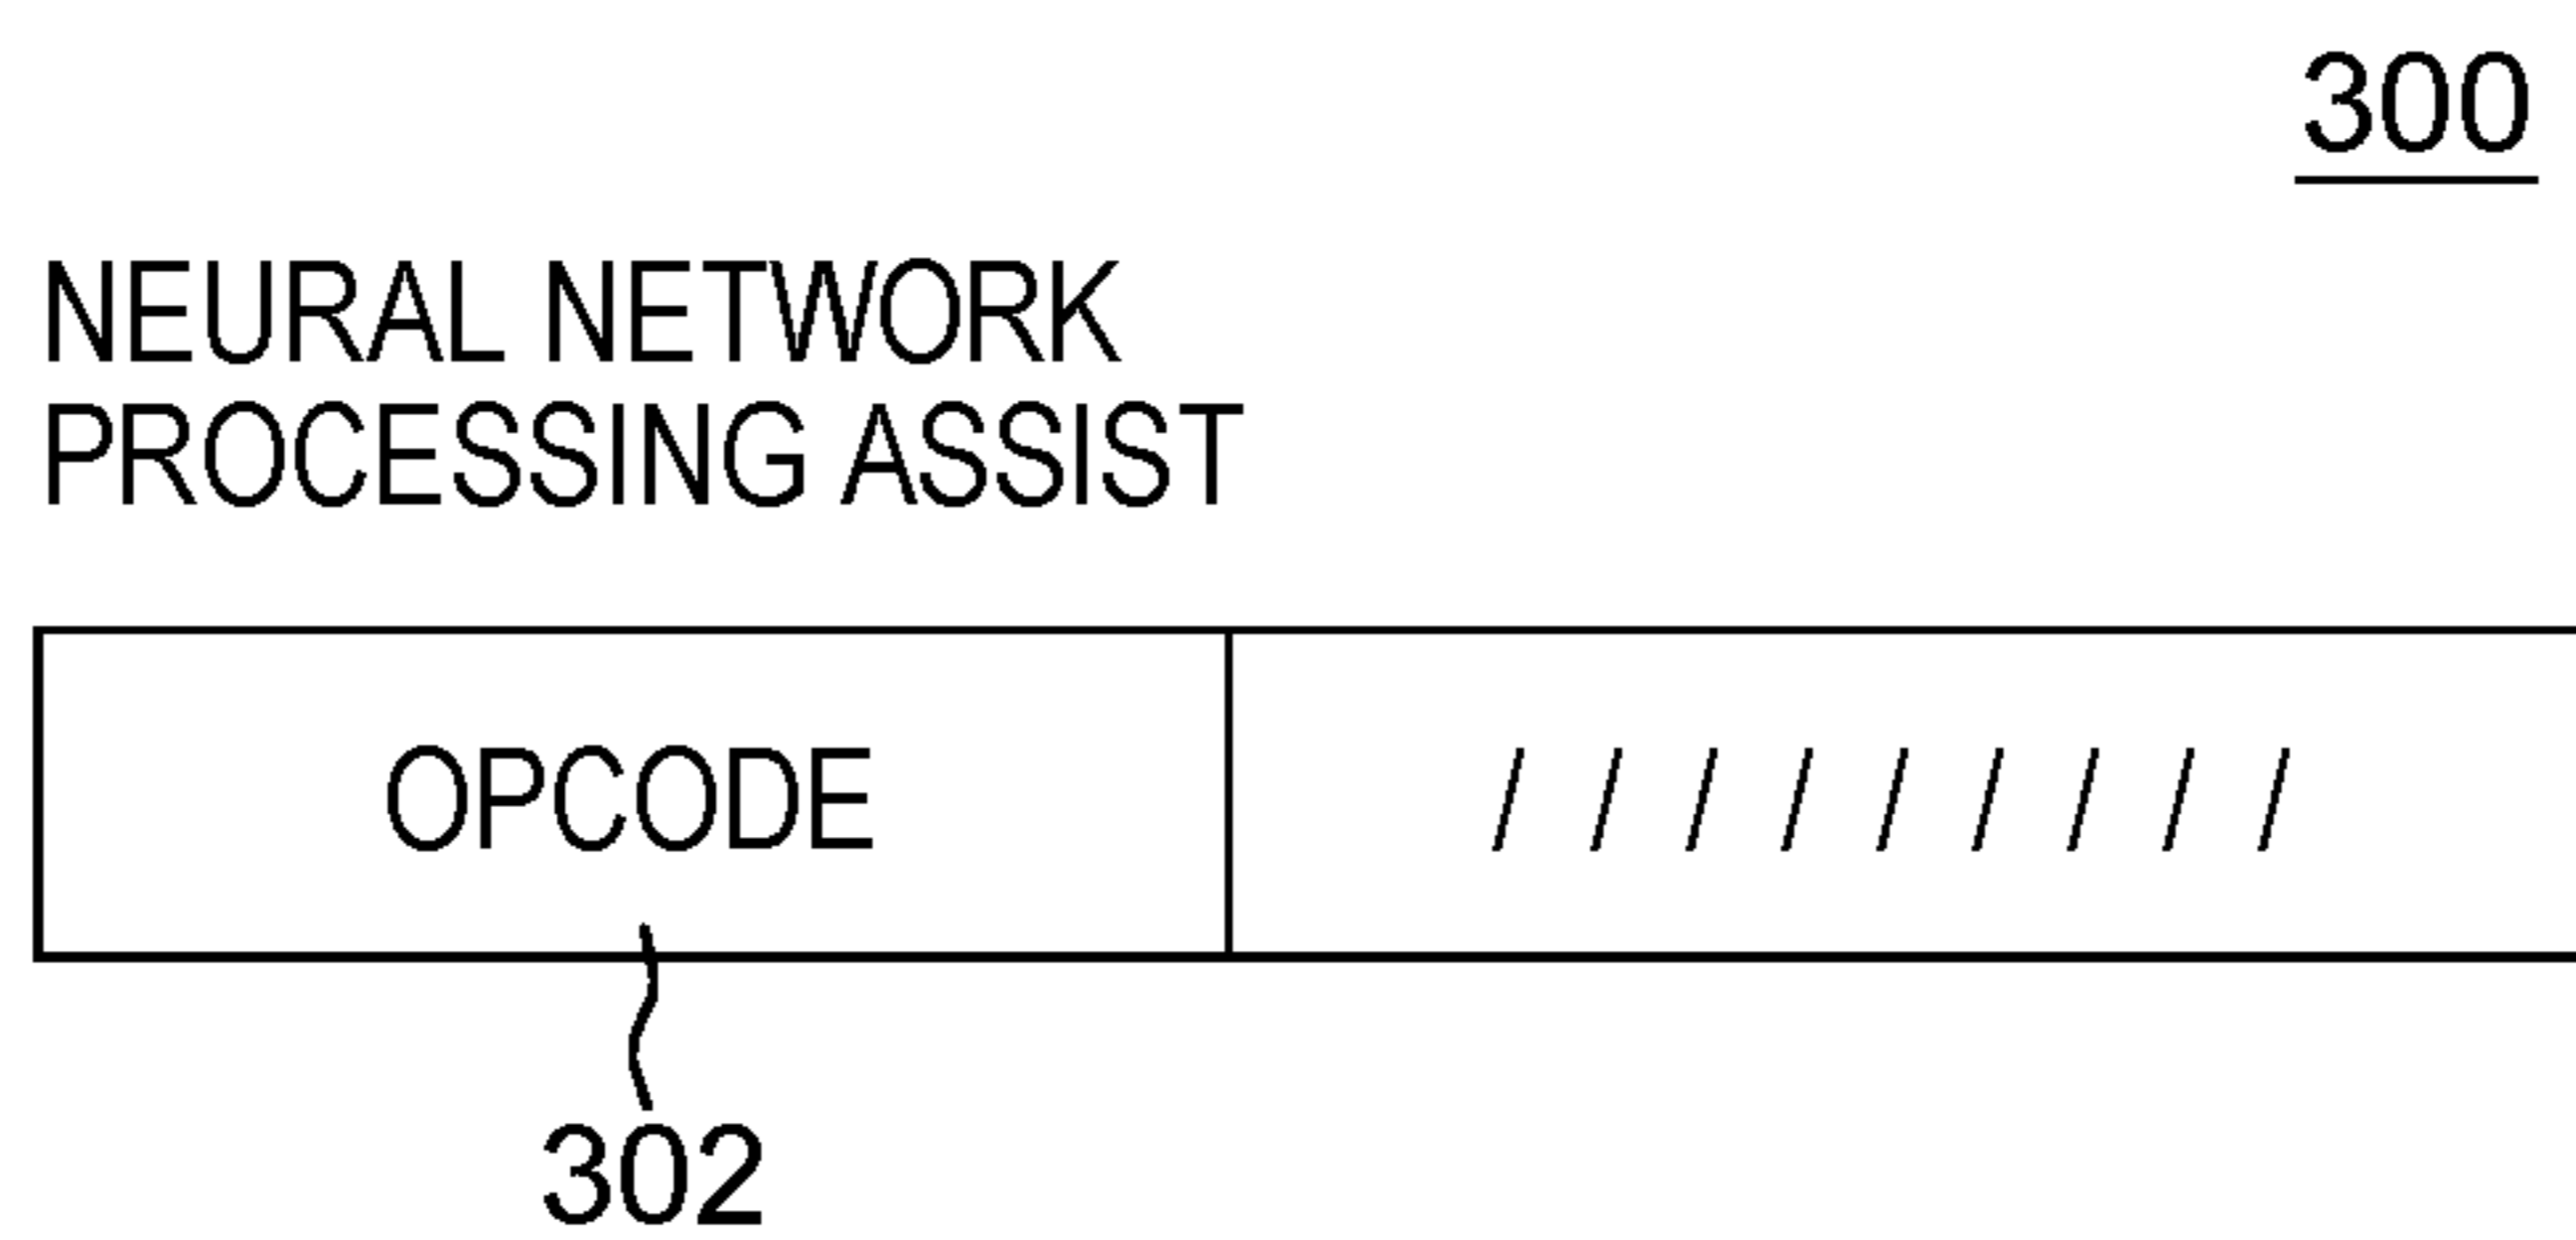 300
NEURAL NETWORK
PROCESSING ASSIST
OPCODE / / / / / / / / /
302